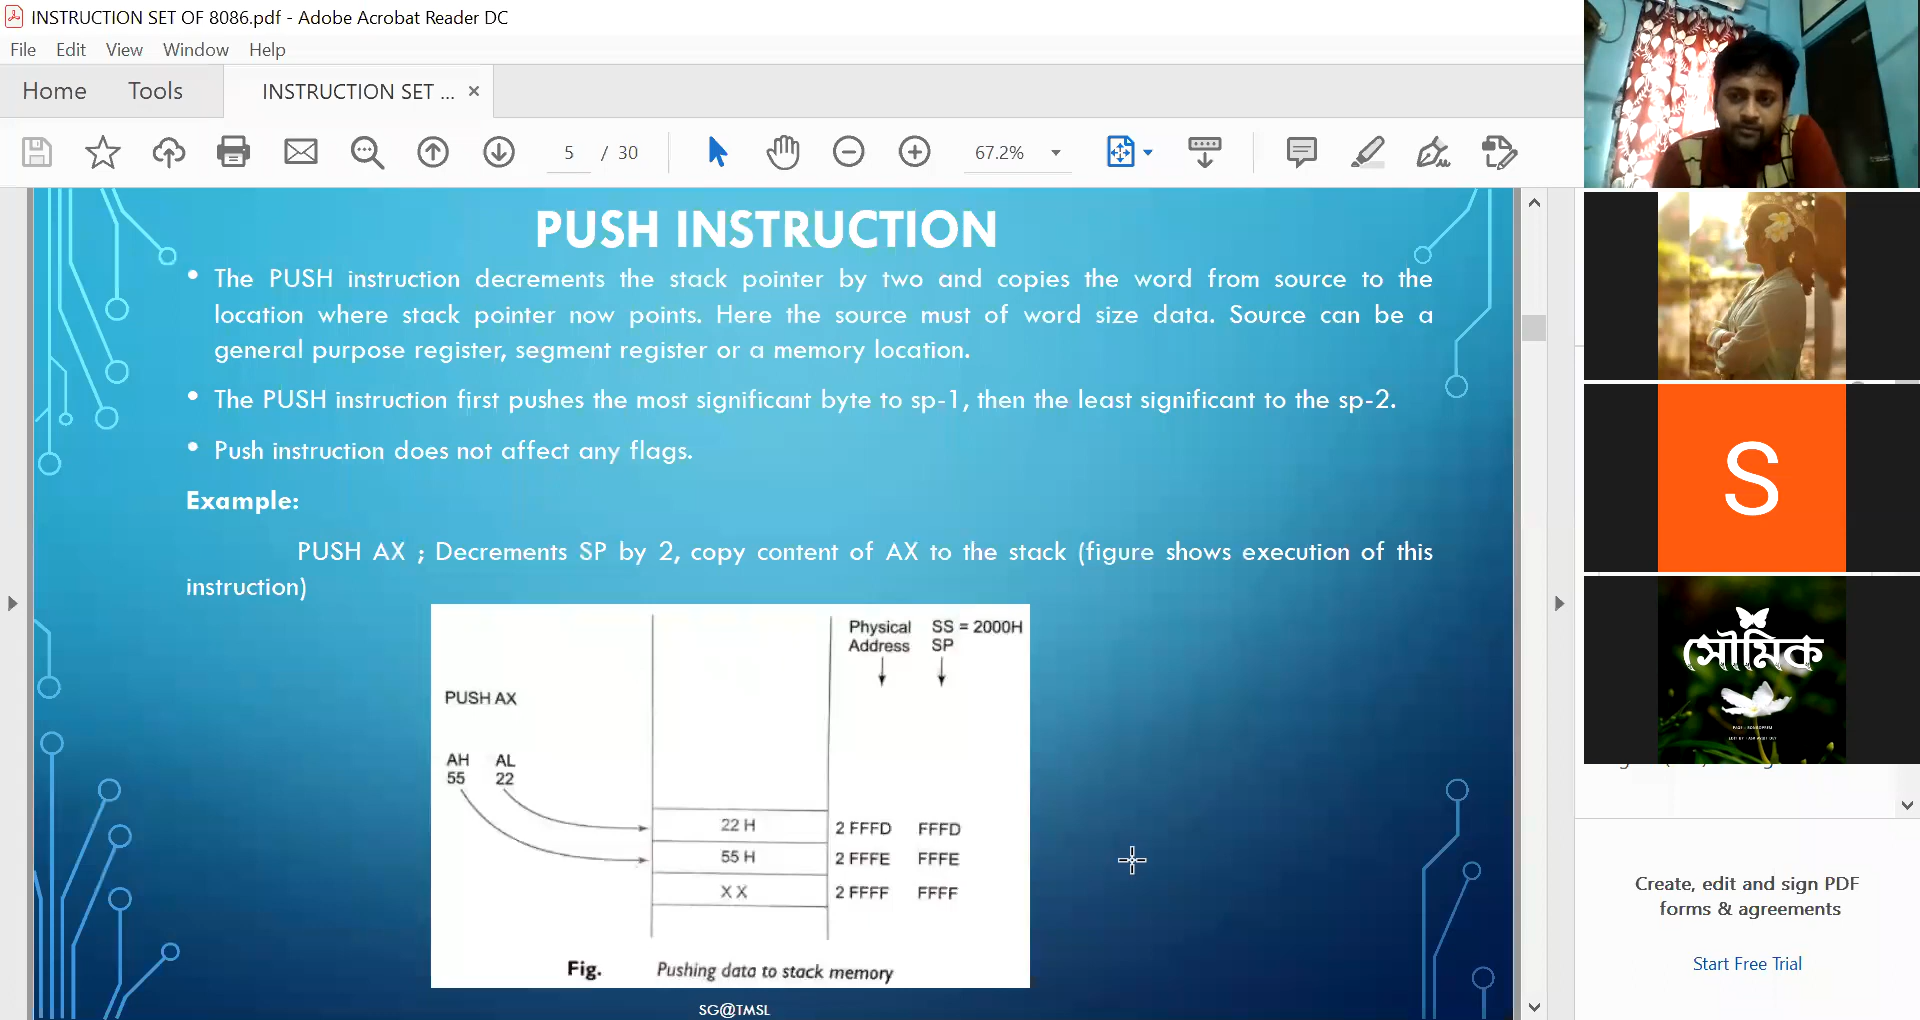 INSTRUCTION SET OF 8086.pdf - Adobe Acrobat Reader DC
File Edit View Window Help
Home Tools INSTRUCTION SET ... ×
5 / 30 67.2%
PUSH INSTRUCTION
• The PUSH instruction decrements the stack pointer by two and copies the word from source to the
location where stack pointer now points. Here the source must of word size data. Source can be a
general purpose register, segment register or a memory location.
• The PUSH instruction first pushes the most significant byte to sp-1, then the least significant to the sp-2.
• Push instruction does not affect any flags.
Example:
PUSH AX ; Decrements SP by 2, copy content of AX to the stack (figure shows execution of this
instruction)
Physical SS = 2000H
Address SP
PUSH AX
AH AL
55 22
22 H 2 FFFD FFFD
55 H 2 FFFE FFFE
X X 2 FFFF FFFF
Fig. Pushing data to stack memory
SG@TMSL
S
সৌমিক
Create, edit and sign PDF
forms & agreements
Start Free Trial